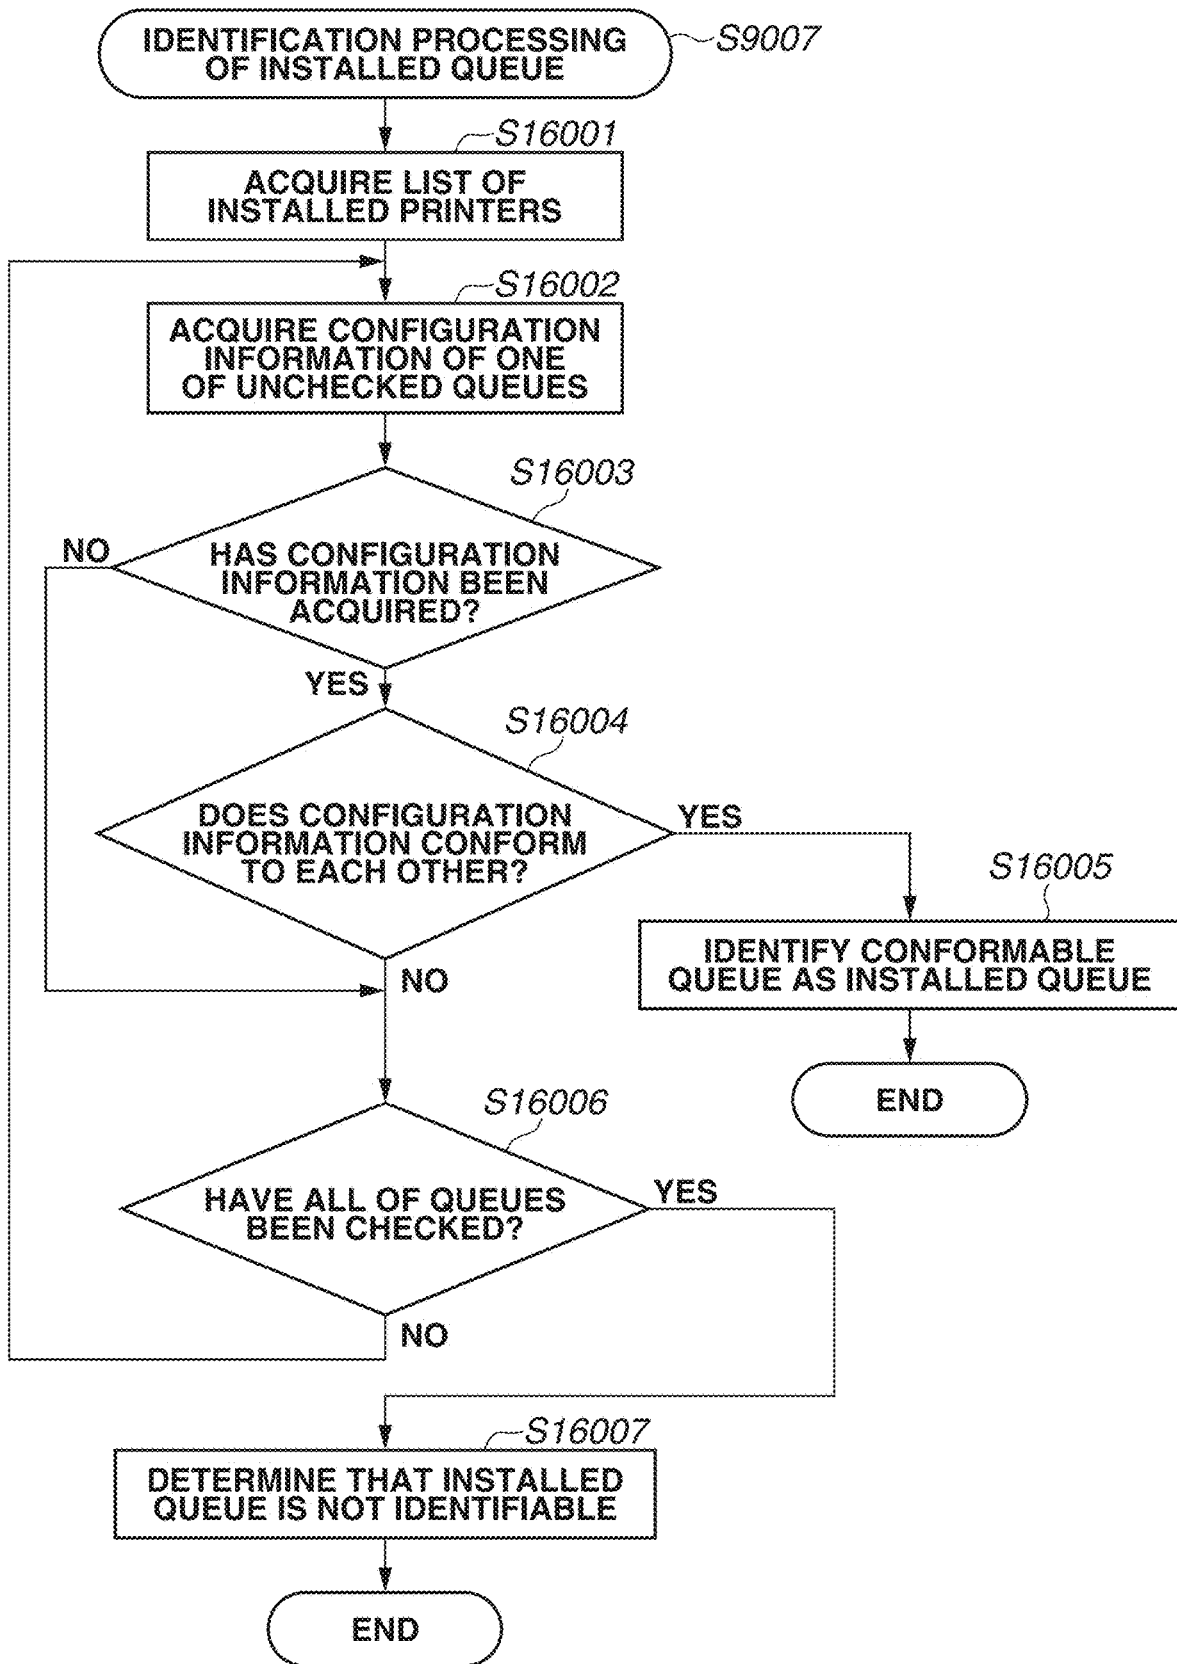 IDENTIFICATION PROCESSING
OF INSTALLED QUEUE
S9007
S16001
ACQUIRE LIST OF
INSTALLED PRINTERS
S16002
ACQUIRE CONFIGURATION
INFORMATION OF ONE
OF UNCHECKED QUEUES
S16003
NO
HAS CONFIGURATION
INFORMATION BEEN
ACQUIRED?
YES
S16004
DOES CONFIGURATION
INFORMATION CONFORM
TO EACH OTHER?
YES
S16005
IDENTIFY CONFORMABLE
QUEUE AS INSTALLED QUEUE
NO
END
S16006
HAVE ALL OF QUEUES
BEEN CHECKED?
YES
NO
S16007
DETERMINE THAT INSTALLED
QUEUE IS NOT IDENTIFIABLE
END